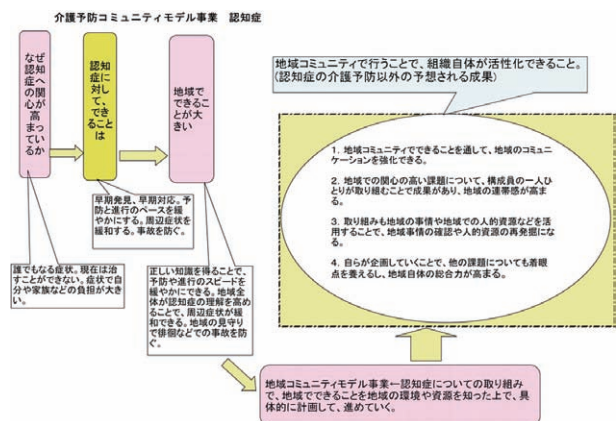 介護予防コミュニティモデル事業　認知症
ぜ知へ関が
な認症の心
高まて
っいる
か
認知症に対して、できることは
地域でできることが大きい
早期発見、早期対応。予
防と進行のペースを緩
やかにする。周辺症状を
緩和する。事故を防ぐ。
誰でもなる症状。現在は治
すことができない。症状で自
分や家族などの負担が大き
い。
正しい知識を得ることで、
予防や進行のスピードを
緩やかにできる。地域全
体が認知症の理解を高め
ることで、周辺症状が緩
和できる。地域の見守り
で徘徊などでの事故を防
ぐ。
地域コミュニティで行うことで、組織自体が活性化できること。
(認知症の介護予防以外の予想される成果)
1. 地域コミュニティでできることを通して、地域のコミュニ
ケーションを強化できる。
2. 地域での関心の高い課題について、構成員の一人ひ
とりが取り組むことで成果があり、地域の連帯感が高ま
る。
3. 取り組みも地域の事情や地域での人的資源などを活
用することで、地域事情の確認や人的資源の再発掘にな
る。
4. 自らが企画していくことで、他の課題についても着眼
点を養えるし、地域自体の総合力が高まる。
地域コミュニティモデル事業←認知症についての取り組み
で、地域でできることを地域の環境や資源を知った上で、具
体的に計画して、進めていく。